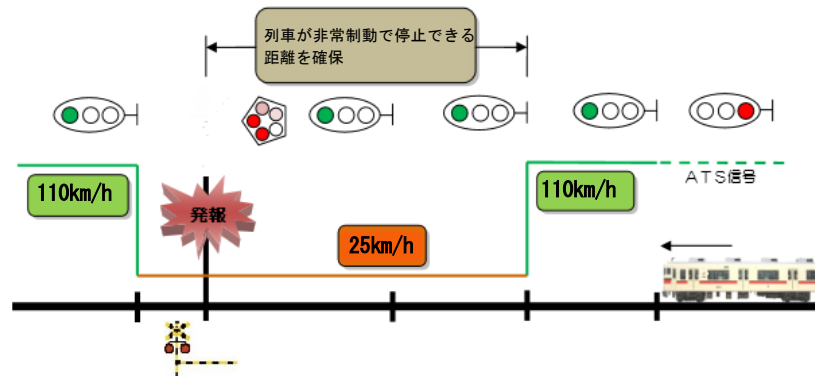 列車が非常制動で停止できる
距離を確保
110km/h
発報
25km/h
110km/h
ATS信号